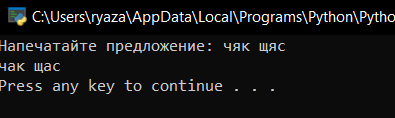 C:\Users\ryaza\AppData\Local\Programs\Python\Pytho
Напечатайте предложение: чяк щяс
чак щас
Press any key to continue . . .